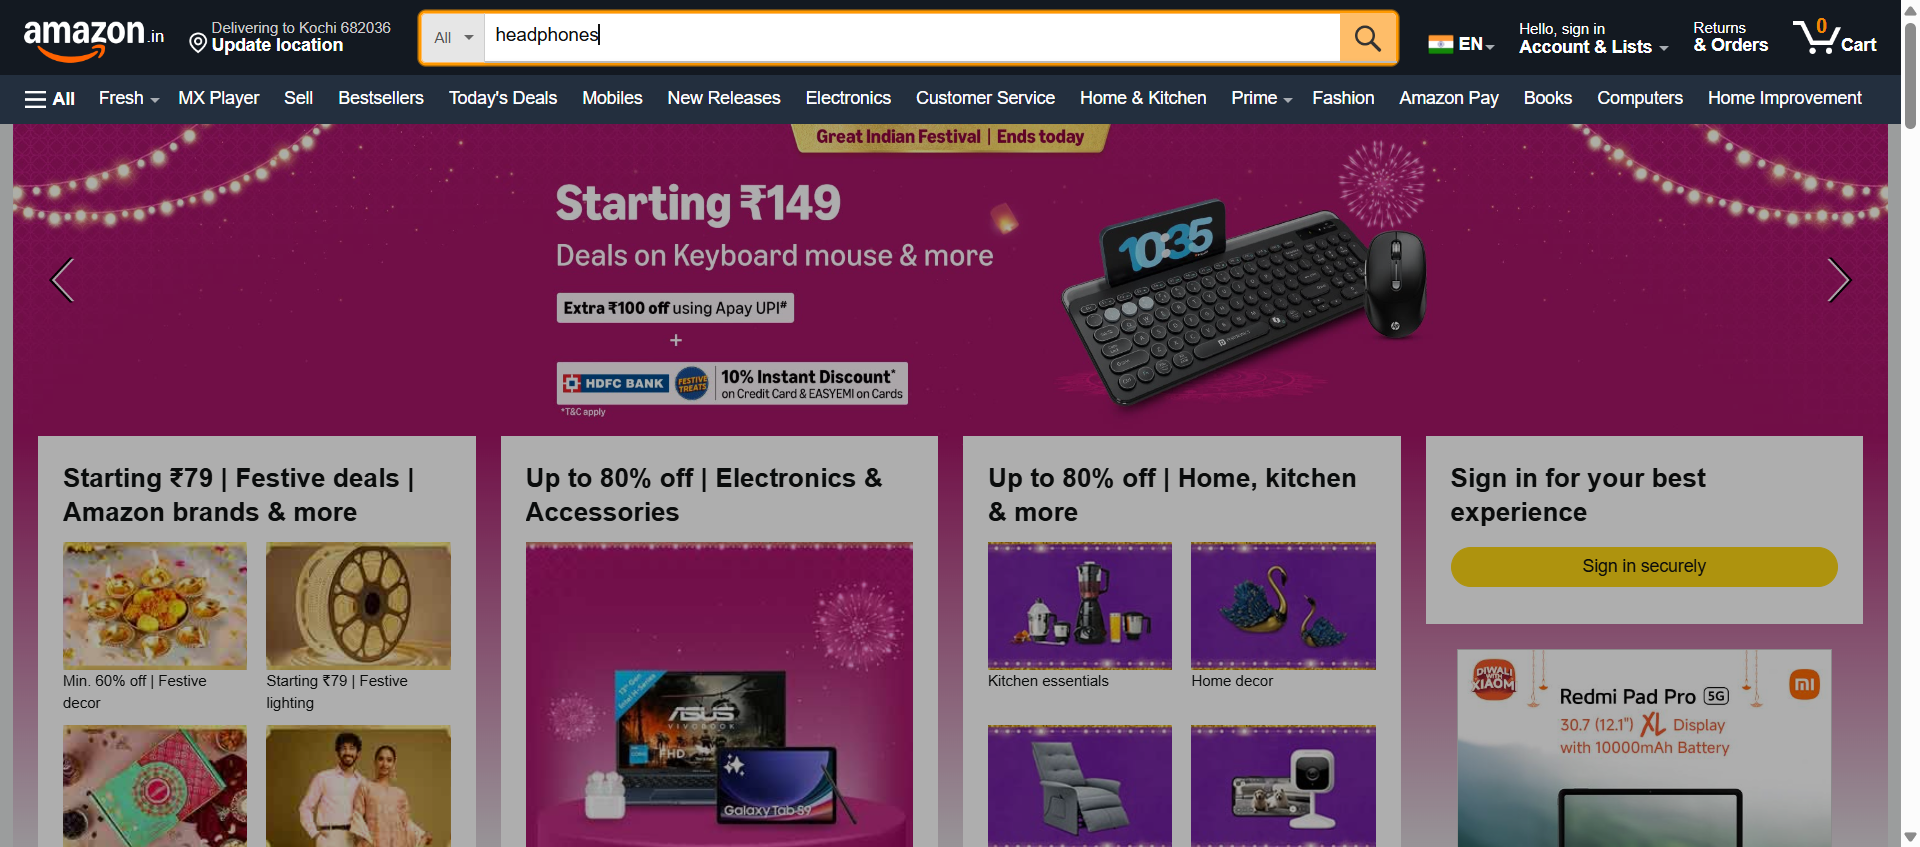 amazon.in
Delivering to Kochi 682036
Update location
All
headphones
EN
Hello, sign in
Account & Lists
Returns
& Orders
0
Cart
All
Fresh
MX Player
Sell
Bestsellers
Today's Deals
Mobiles
New Releases
Electronics
Customer Service
Home & Kitchen
Prime
Fashion
Amazon Pay
Books
Computers
Home Improvement
Great Indian Festival | Ends today
Starting ₹149
Deals on Keyboard mouse & more
Extra ₹100 off using Apay UPI#
+
HDFC BANK
FESTIVE
TREATS
10% Instant Discount*
on Credit Card & EASYEMI on Cards
*T&C apply
10:35
hp
Starting ₹79 | Festive deals |
Amazon brands & more
Min. 60% off | Festive
decor
Starting ₹79 | Festive
lighting
Up to 80% off | Electronics &
Accessories
13th Gen
Intel H-Series
ASUS
VIVOBOOK
FHD
Galaxy Tab S9
Up to 80% off | Home, kitchen
& more
Kitchen essentials
Home decor
Sign in for your best
experience
Sign in securely
DIWALI
WITH
XIAOMI
mi
Redmi Pad Pro 5G
30.7 (12.1") XL Display
with 10000mAh Battery